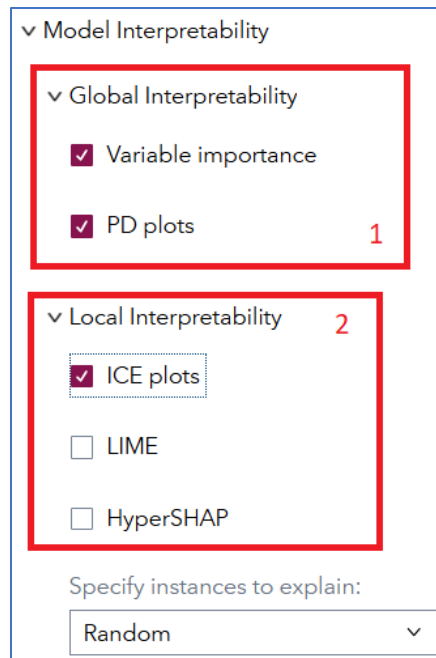 Model Interpretability
Global Interpretability
Variable importance
PD plots
1
Local Interpretability
2
ICE plots
LIME
HyperSHAP
Specify instances to explain:
Random